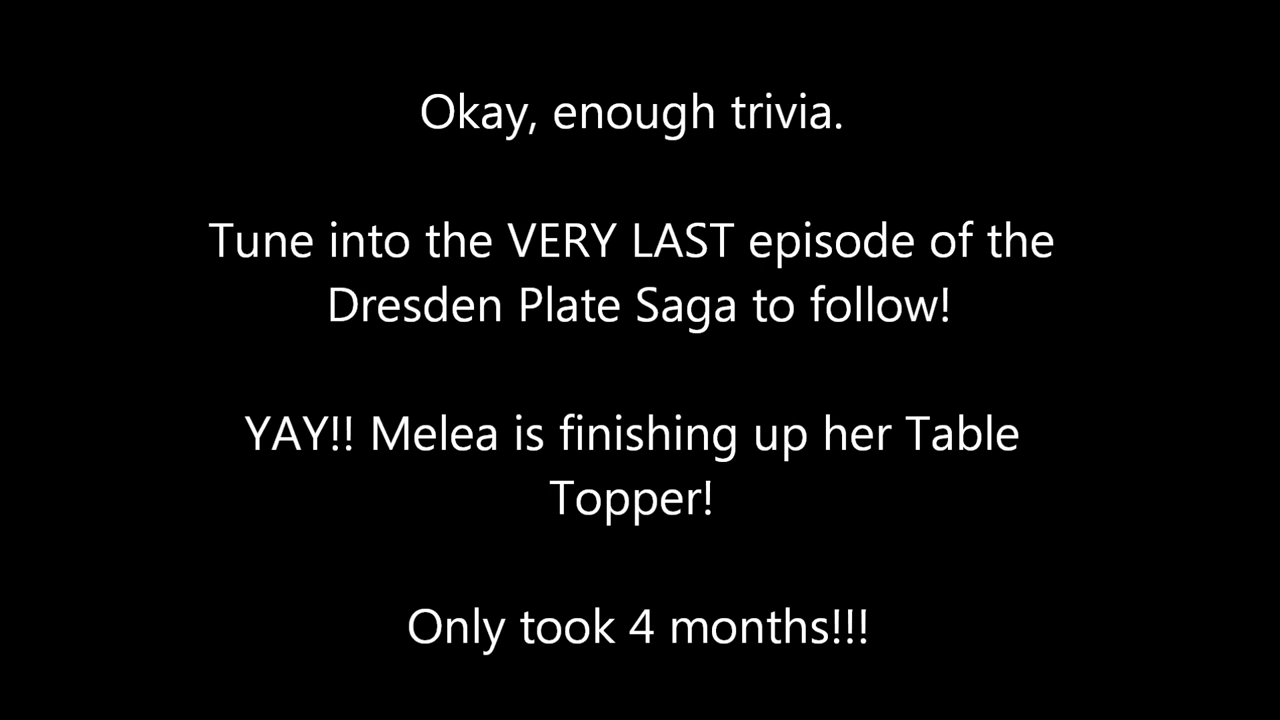 Okay, enough trivia.
Tune into the VERY LAST episode of the
Dresden Plate Saga to follow!
YAY!! Melea is finishing up her Table
Topper!
Only took 4 months!!!